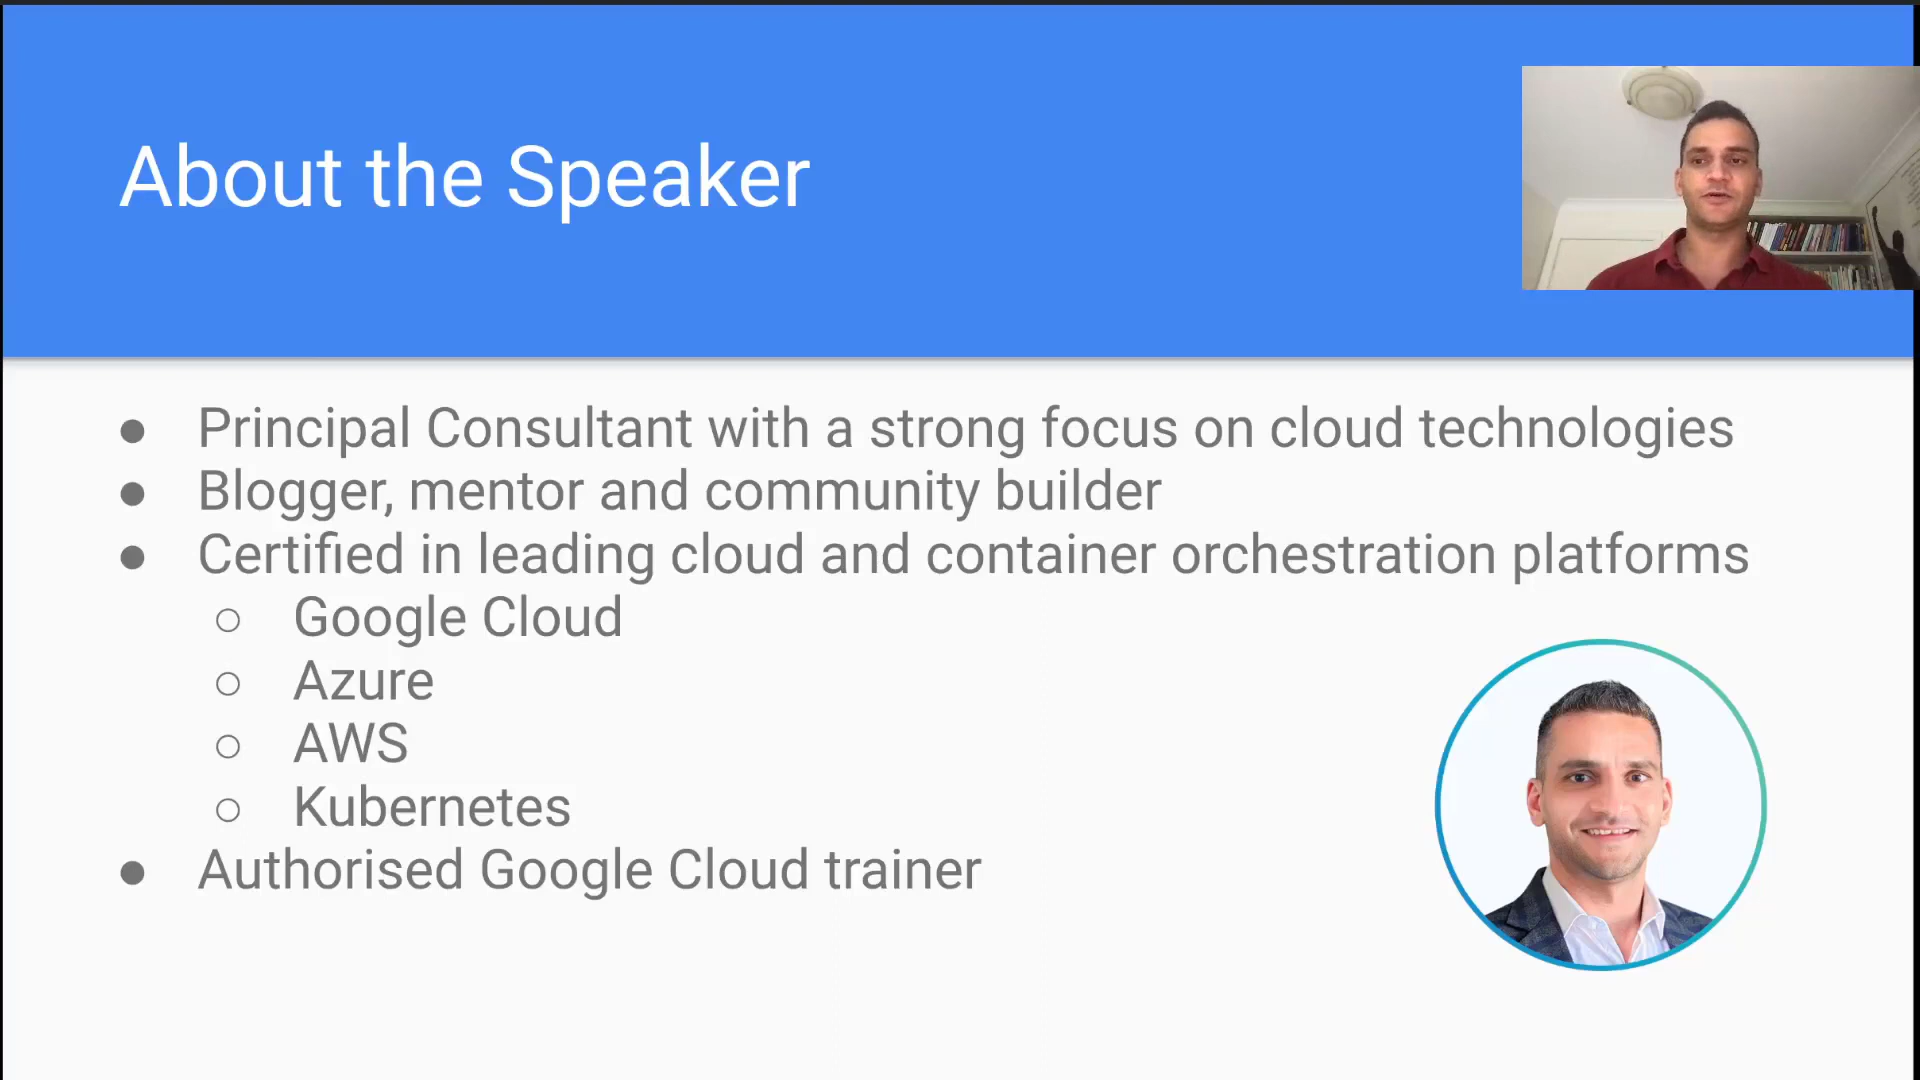 About the Speaker
● Principal Consultant with a strong focus on cloud technologies
● Blogger, mentor and community builder
● Certified in leading cloud and container orchestration platforms
○ Google Cloud
○ Azure
○ AWS
○ Kubernetes
● Authorised Google Cloud trainer